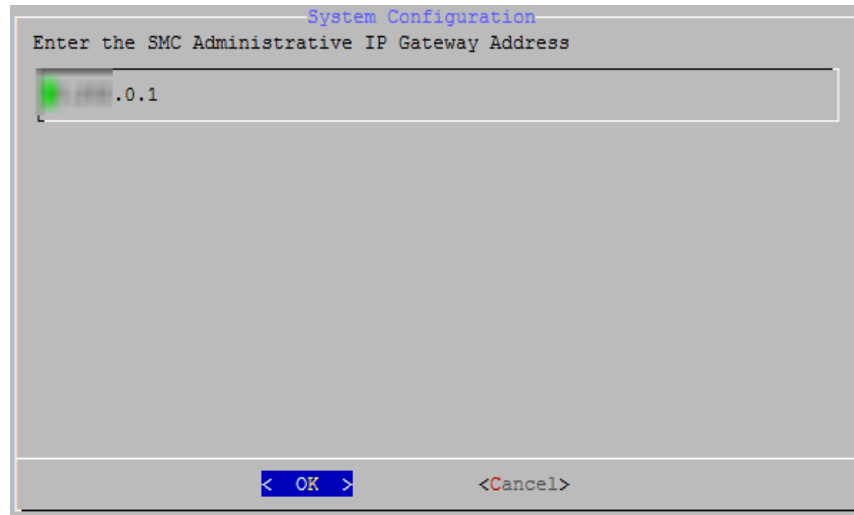 System Configuration
Enter the SMC Administrative IP Gateway Address
.0.1
< OK > <Cancel>